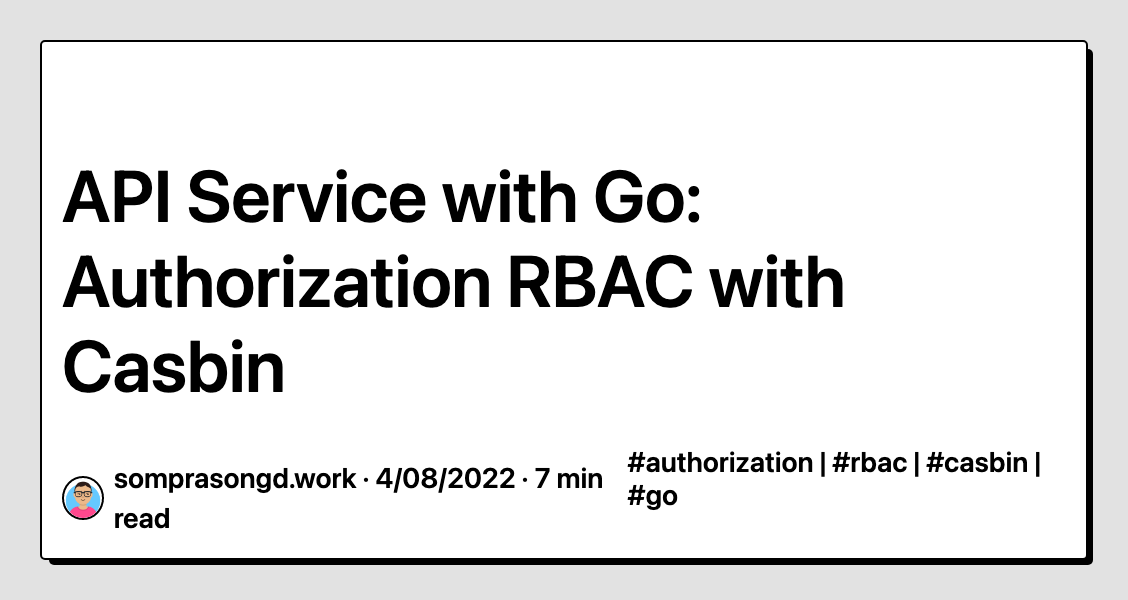 API Service with Go:
Authorization RBAC with
Casbin
somprasongd.work · 4/08/2022 · 7 min
read
#authorization | #rbac | #casbin |
#go